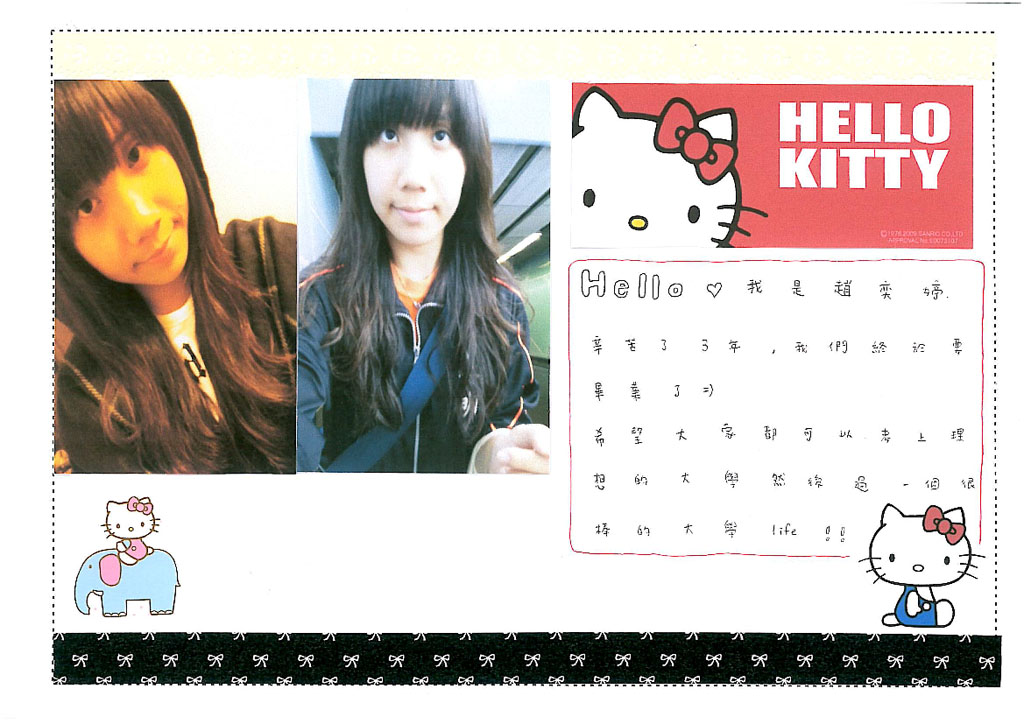 HELLO
KITTY
Hello ♡ 我是趙奕婷.
辛苦了3年,我們終於要
畢業了=)
希望大家都可以考上理
想的大學然後過一個很
棒的大學life!!